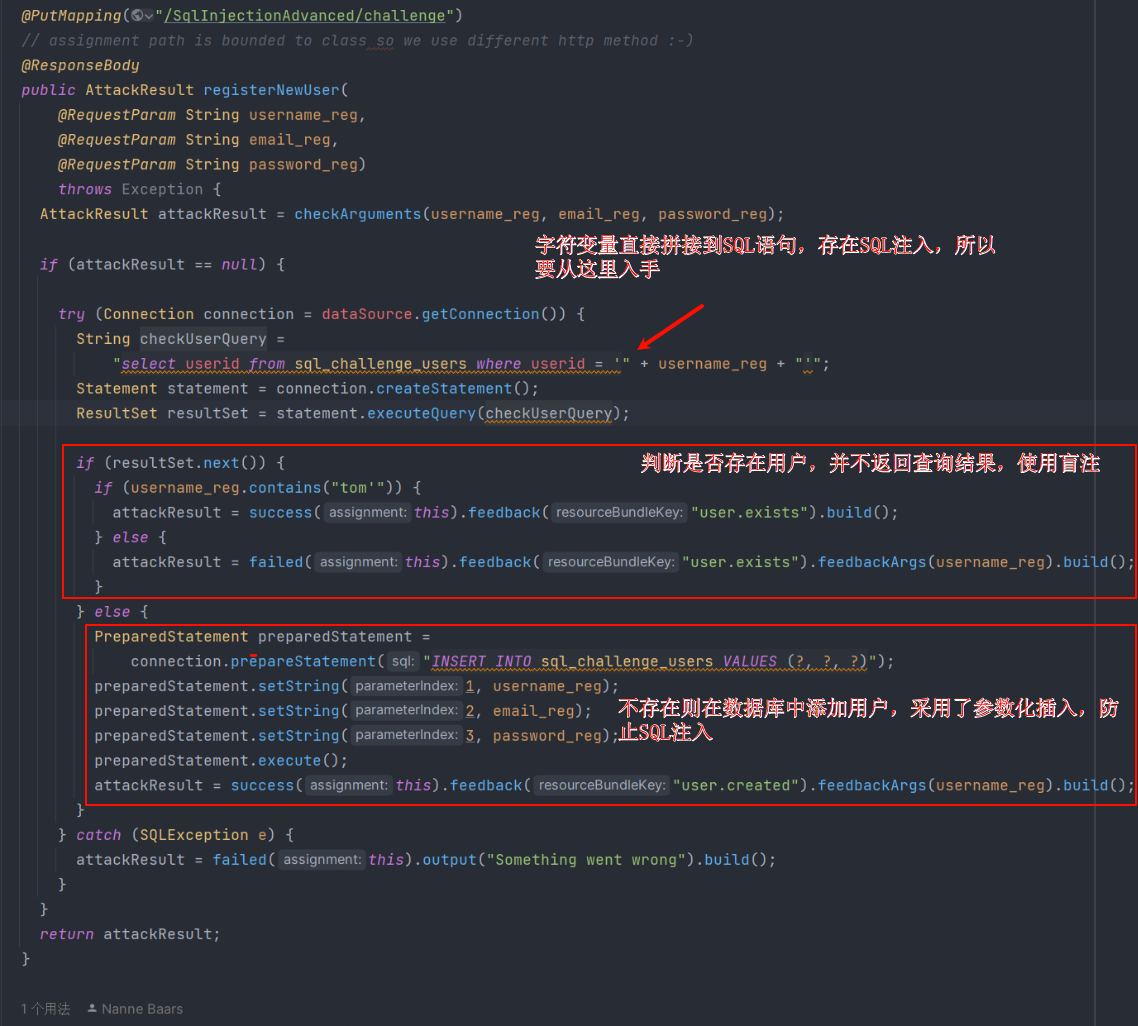 @PutMapping("/SqlInjectionAdvanced/challenge")
// assignment path is bounded to class so we use different http method :-)
@ResponseBody
public AttackResult registerNewUser(
@RequestParam String username_reg,
@RequestParam String email_reg,
@RequestParam String password_reg)
throws Exception {
AttackResult attackResult = checkArguments(username_reg, email_reg, password_reg);
字符变量直接拼接到SQL语句，存在SQL注入，所以
要从这里入手
if (attackResult == null) {
try (Connection connection = dataSource.getConnection()) {
String checkUserQuery =
"select userid from sql_challenge_users where userid = '" + username_reg + "'";
Statement statement = connection.createStatement();
ResultSet resultSet = statement.executeQuery(checkUserQuery);
if (resultSet.next()) {
判断是否存在用户，并不返回查询结果，使用盲注
if (username_reg.contains("tom'")) {
attackResult = success( assignment: this).feedback( resourceBundleKey: "user.exists").build();
} else {
attackResult = failed( assignment: this).feedback( resourceBundleKey: "user.exists").feedbackArgs(username_reg).build();
}
} else {
PreparedStatement preparedStatement =
connection.prepareStatement( sql: "INSERT INTO sql_challenge_users VALUES (?, ?, ?)");
preparedStatement.setString( parameterIndex: 1, username_reg);
preparedStatement.setString( parameterIndex: 2, email_reg);
不存在则在数据库中添加用户，采用了参数化插入，防
止SQL注入
preparedStatement.setString( parameterIndex: 3, password_reg);
preparedStatement.execute();
attackResult = success( assignment: this).feedback( resourceBundleKey: "user.created").feedbackArgs(username_reg).build();
}
} catch (SQLException e) {
attackResult = failed( assignment: this).output("Something went wrong").build();
}
}
return attackResult;
}
1 个用法 Nanne Baars